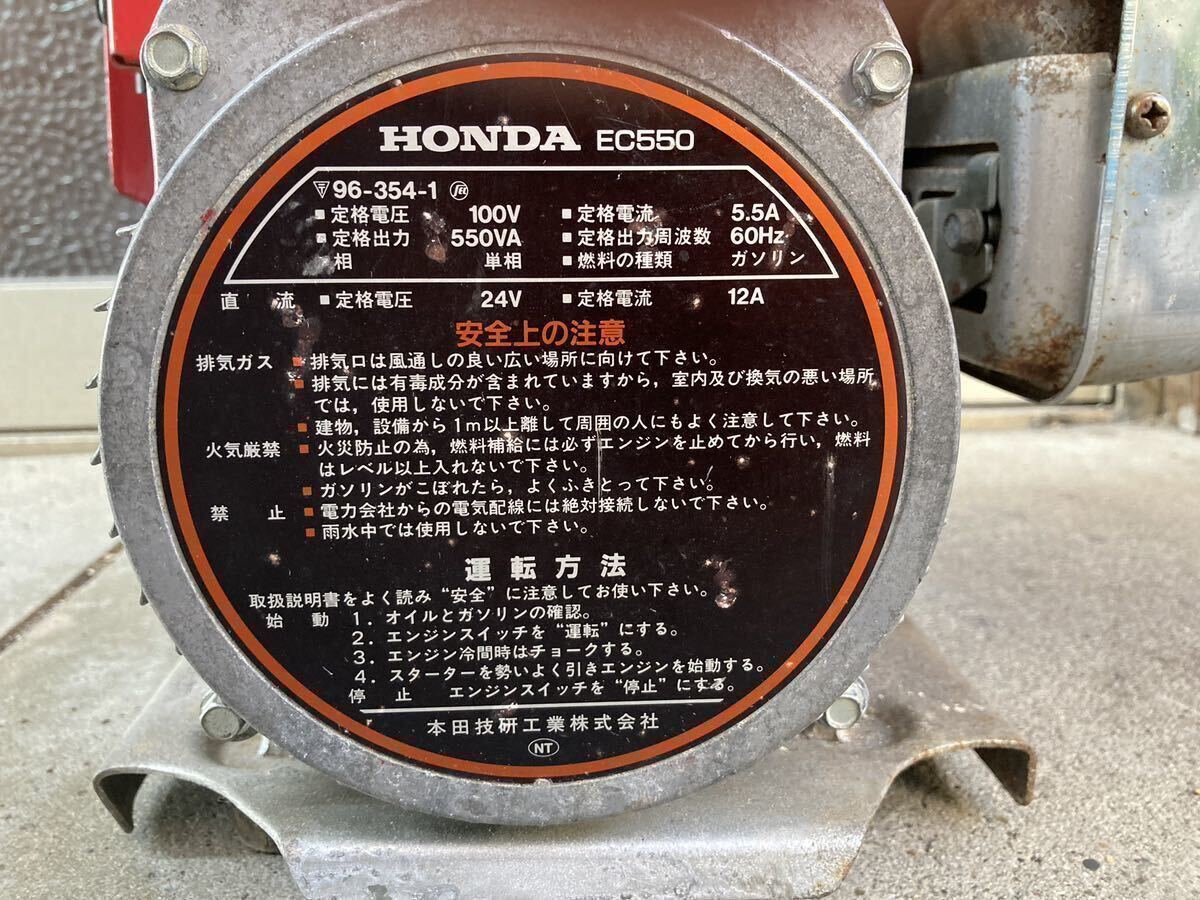 HONDA EC550
96-354-1
■定格電圧 100V ■定格電流 5.5A
■定格出力 550VA ■定格出力周波数 60Hz
■相 単相 ■燃料の種類 ガソリン
直流 ■定格電圧 24V ■定格電流 12A
安全上の注意
排気ガス ■排気口は風通しの良い広い場所に向けて下さい。
■排気には有毒成分が含まれていますから，室内及び換気の悪い場所
では，使用しないで下さい。
■建物，設備から1m以上離して周囲の人にもよく注意して下さい。
火気厳禁 ■火災防止の為，燃料補給には必ずエンジンを止めてから行い，燃料
はレベル以上入れないで下さい。
■ガソリンがこぼれたら，よくふきとって下さい。
禁止 ■電力会社からの電気配線には絶対接続しないで下さい。
■雨水中では使用しないで下さい。
運転方法
取扱説明書をよく読み“安全”に注意してお使い下さい。
始動 1．オイルとガソリンの確認。
2．エンジンスイッチを“運転”にする。
3．エンジン冷間時はチョークする。
4．スターターを勢いよく引きエンジンを始動する。
停止 エンジンスイッチを“停止”にする。
本田技研工業株式会社
NT